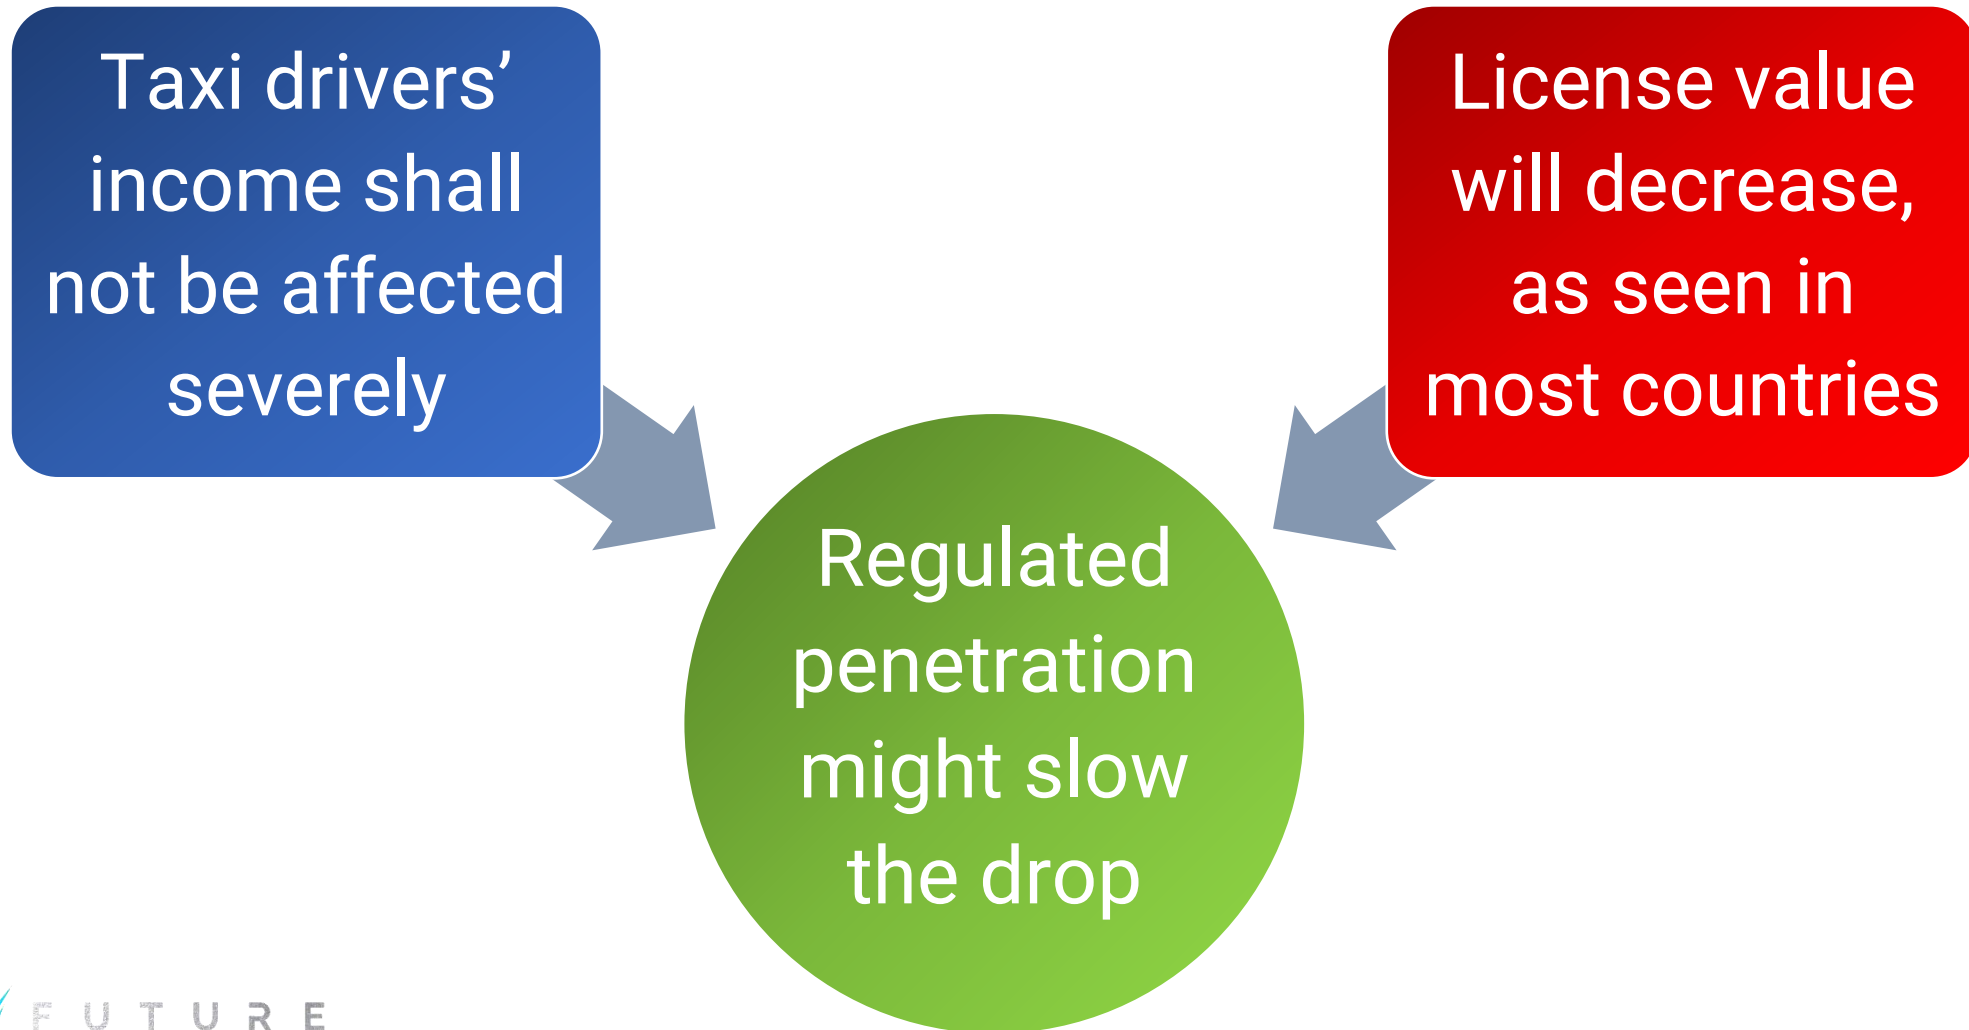 Taxi drivers’
income shall
not be affected
severely
License value
will decrease,
as seen in
most countries
Regulated
penetration
might slow
the drop
FUTURE